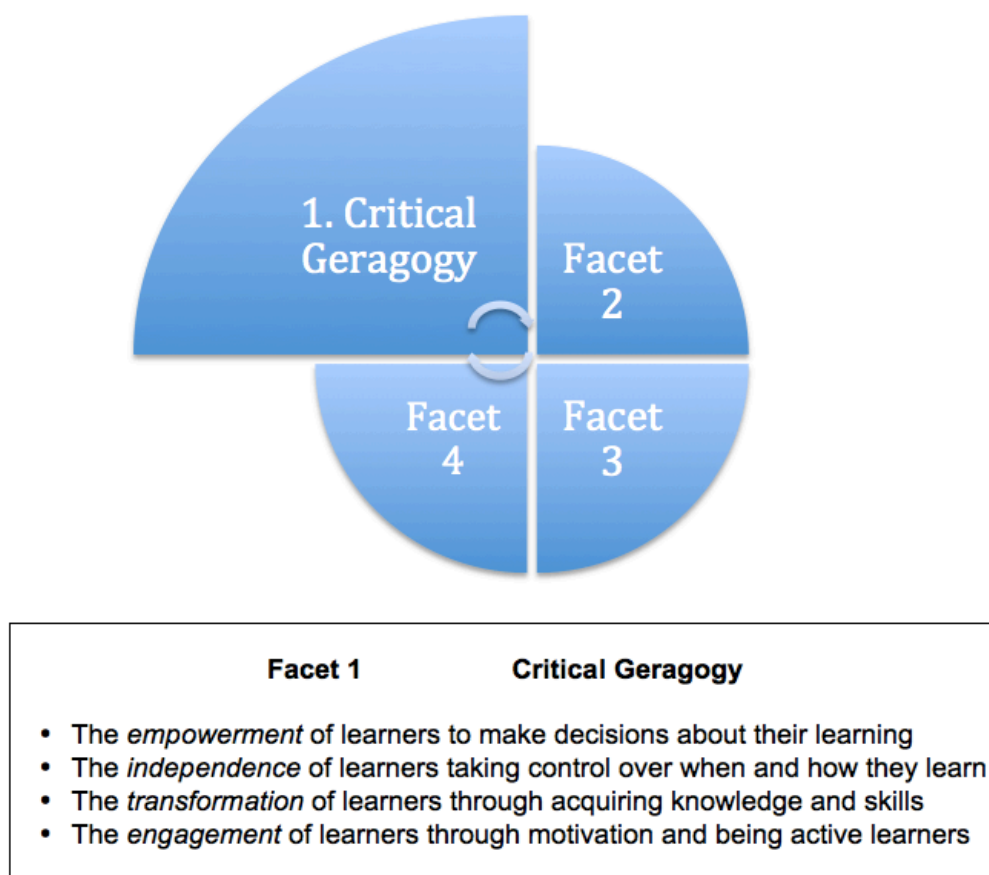 1. Critical
Geragogy
Facet
2
Facet
4
Facet
3
Facet 1 Critical Geragogy
• The empowerment of learners to make decisions about their learning
• The independence of learners taking control over when and how they learn
• The transformation of learners through acquiring knowledge and skills
• The engagement of learners through motivation and being active learners